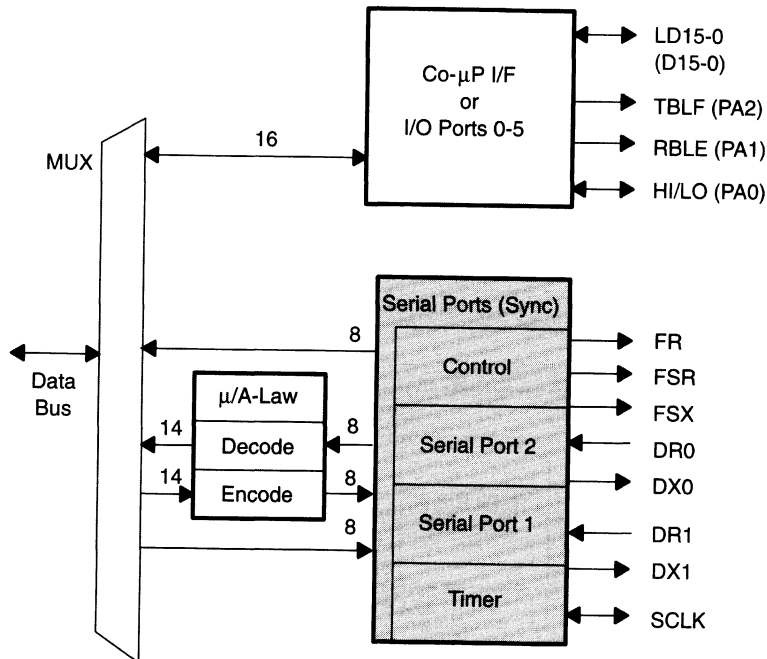 LD15-0
(D15-0)
Co-μP I/F
or
I/O Ports 0-5
TBLF (PA2)
RBLE (PA1)
HI/LO (PA0)
MUX
16
Serial Ports (Sync)
8
Control
FR
FSR
FSX
Data
Bus
μ/A-Law
14
Decode
8
Serial Port 2
DR0
14
Encode
8
DX0
8
Serial Port 1
DR1
DX1
Timer
SCLK